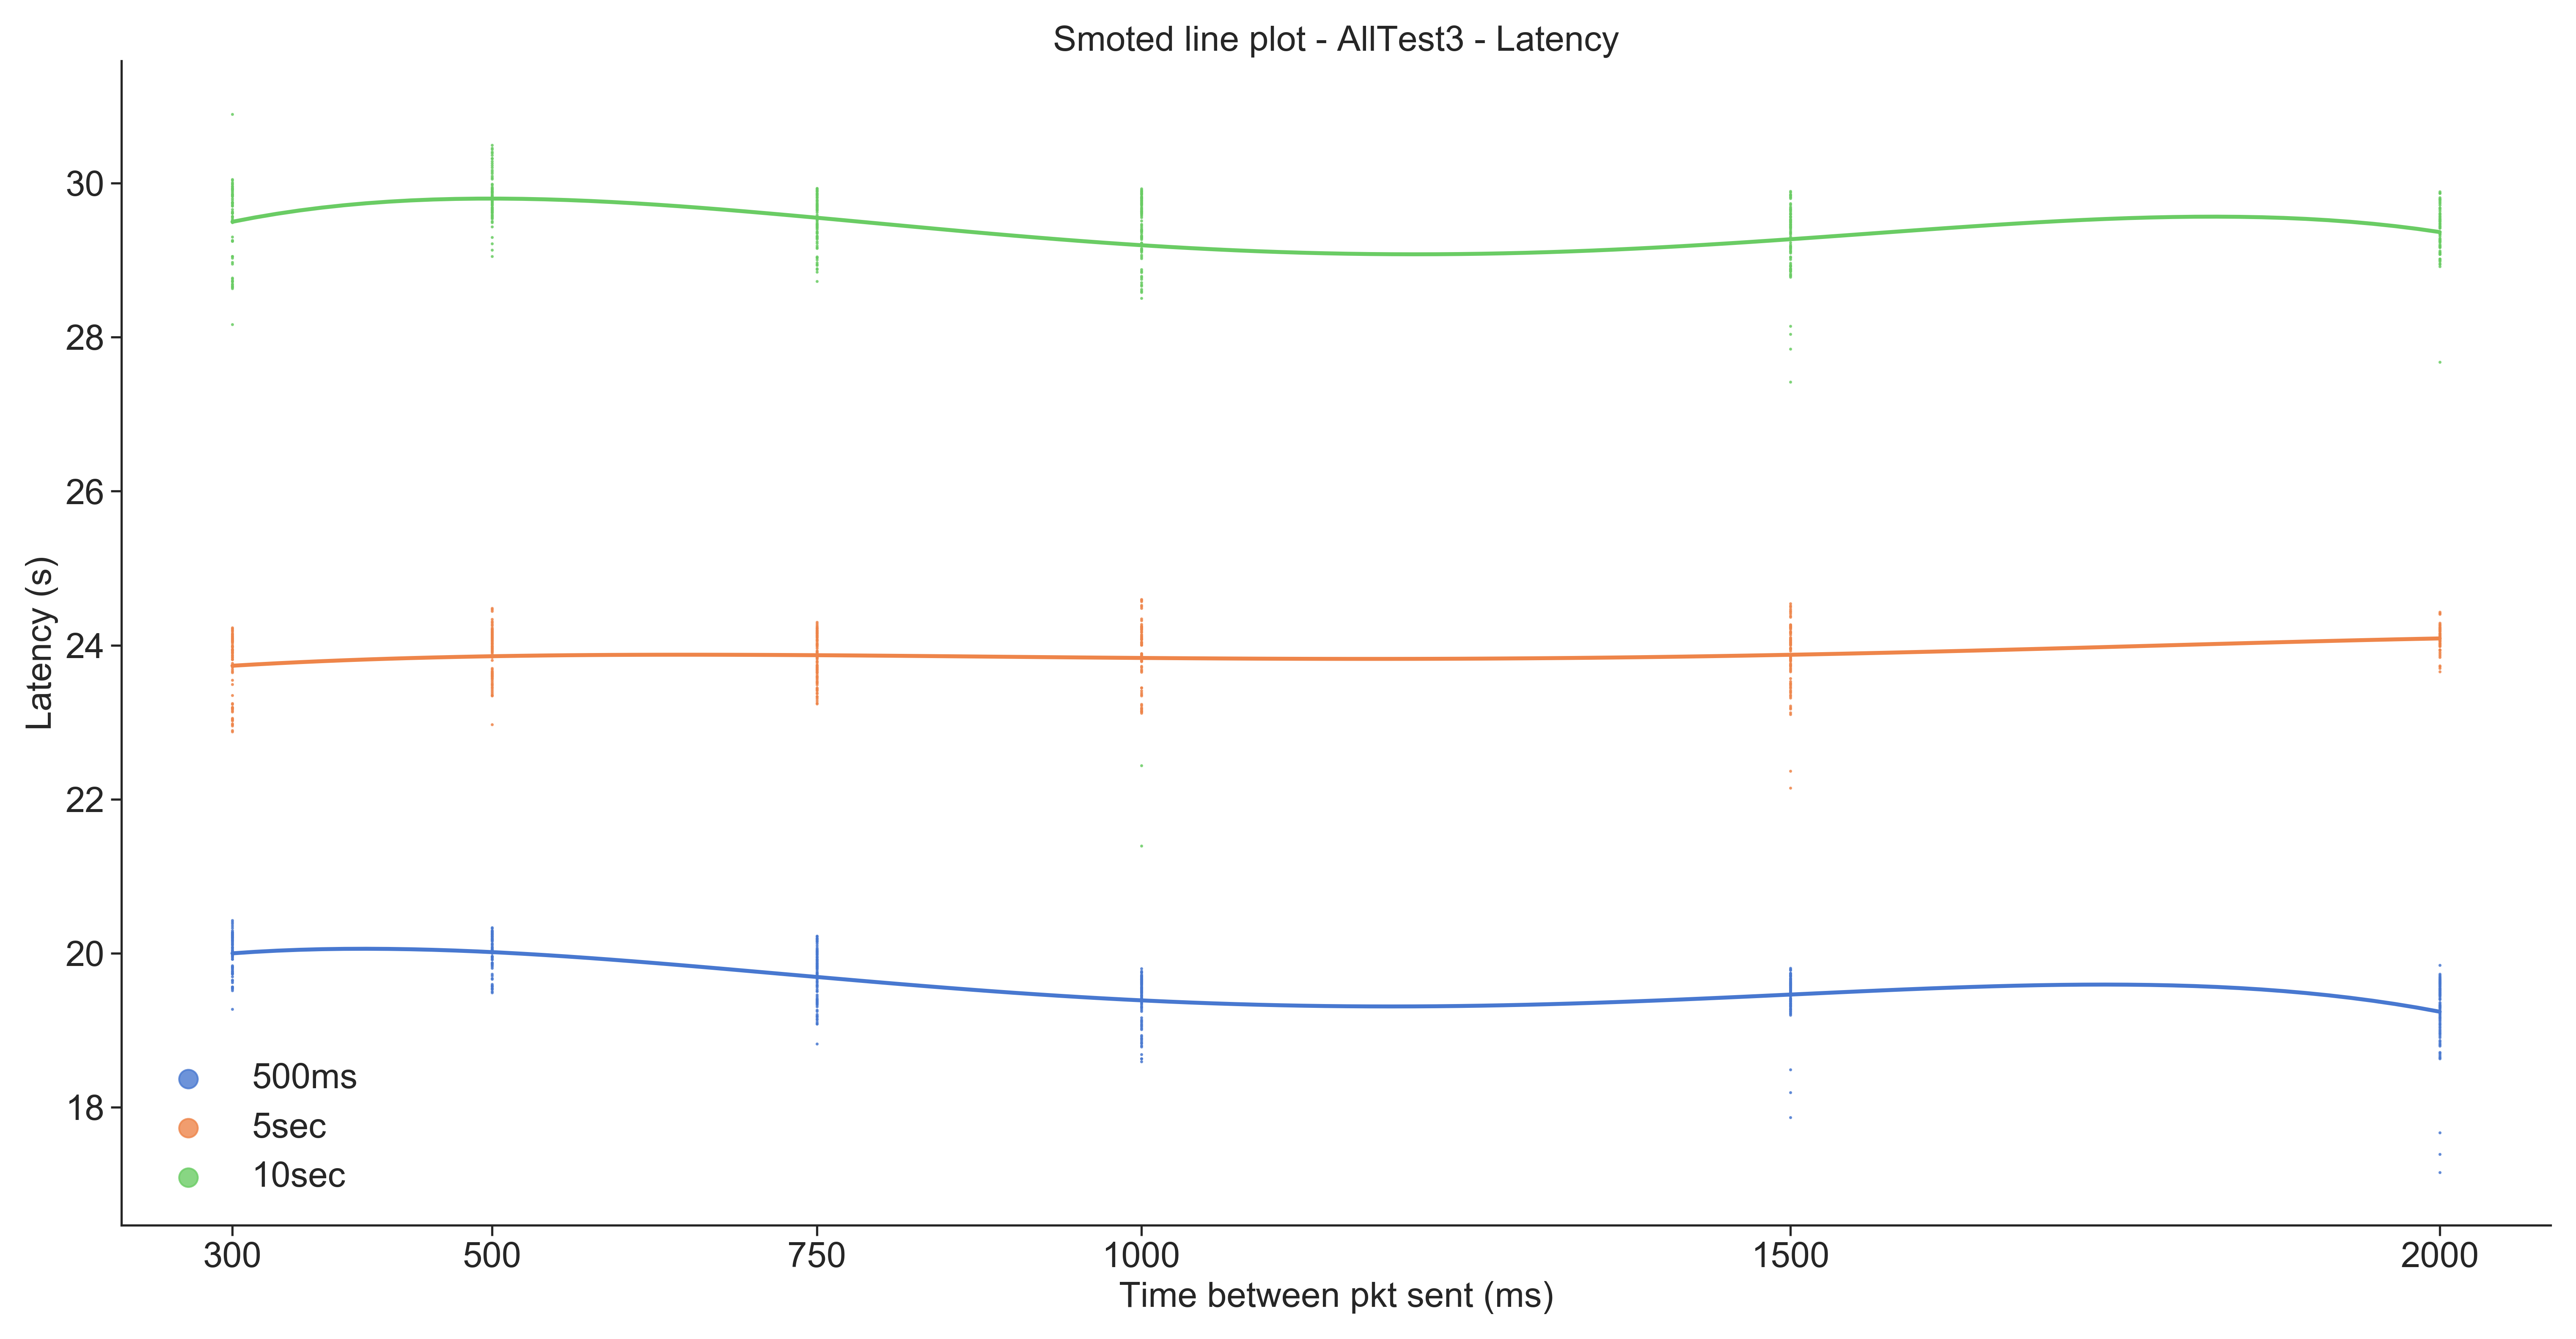 Smoted line plot - AllTest3 - Latency
Latency (s)
30
28
26
24
22
20
18
500ms
5sec
10sec
300 500 750 1000 1500 2000
Time between pkt sent (ms)